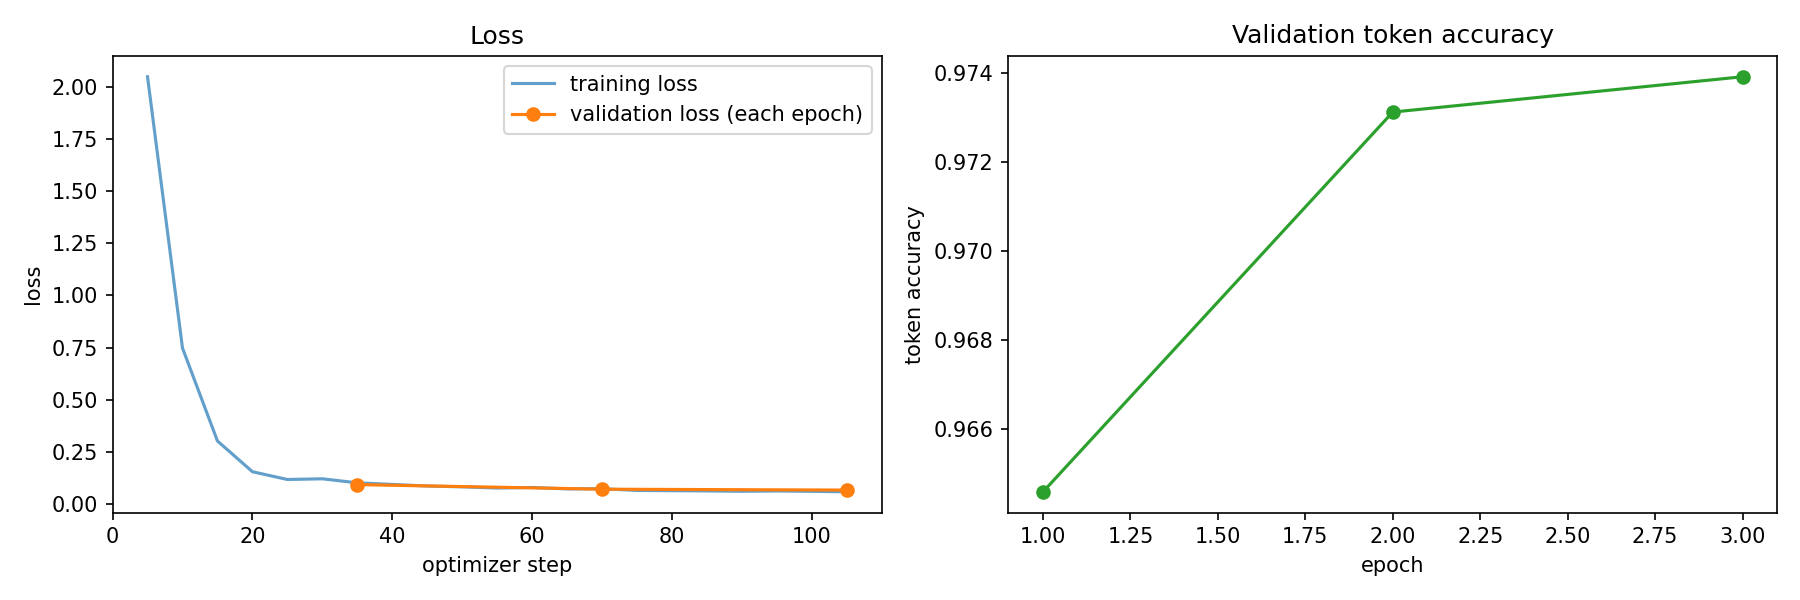 Loss
training loss
validation loss (each epoch)
2.00
1.75
1.50
1.25
1.00
0.75
0.50
0.25
0.00
loss
0 20 40 60 80 100
optimizer step
Validation token accuracy
0.974
0.972
0.970
0.968
0.966
token accuracy
1.00 1.25 1.50 1.75 2.00 2.25 2.50 2.75 3.00
epoch